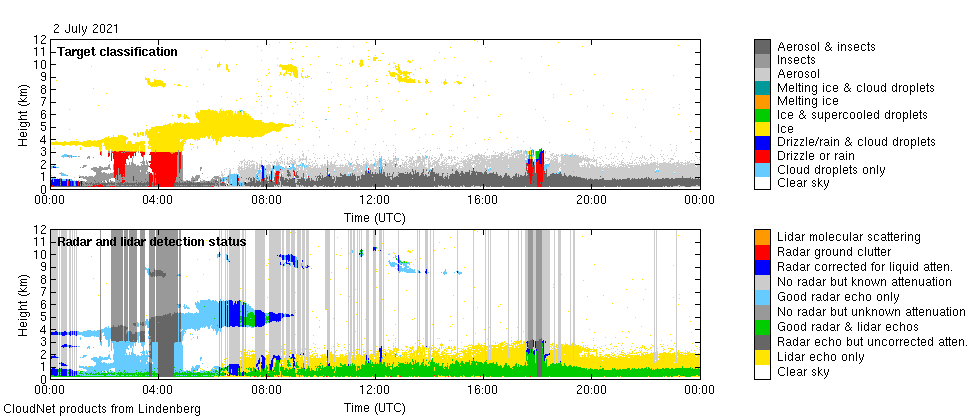 2 July 2021
Target classification
Height (km)
12
11
10
9
8
7
6
5
4
3
2
1
0
00:00 04:00 08:00 12:00 16:00 20:00 00:00
Time (UTC)
Aerosol & insects
Insects
Aerosol
Melting ice & cloud droplets
Melting ice
Ice & supercooled droplets
Ice
Drizzle/rain & cloud droplets
Drizzle or rain
Cloud droplets only
Clear sky
Radar and lidar detection status
Height (km)
12
11
10
9
8
7
6
5
4
3
2
1
0
00:00 04:00 08:00 12:00 16:00 20:00 00:00
Time (UTC)
Lidar molecular scattering
Radar ground clutter
Radar corrected for liquid atten.
No radar but known attenuation
Good radar echo only
No radar but unknown attenuation
Good radar & lidar echos
Radar echo but uncorrected atten.
Lidar echo only
Clear sky
CloudNet products from Lindenberg